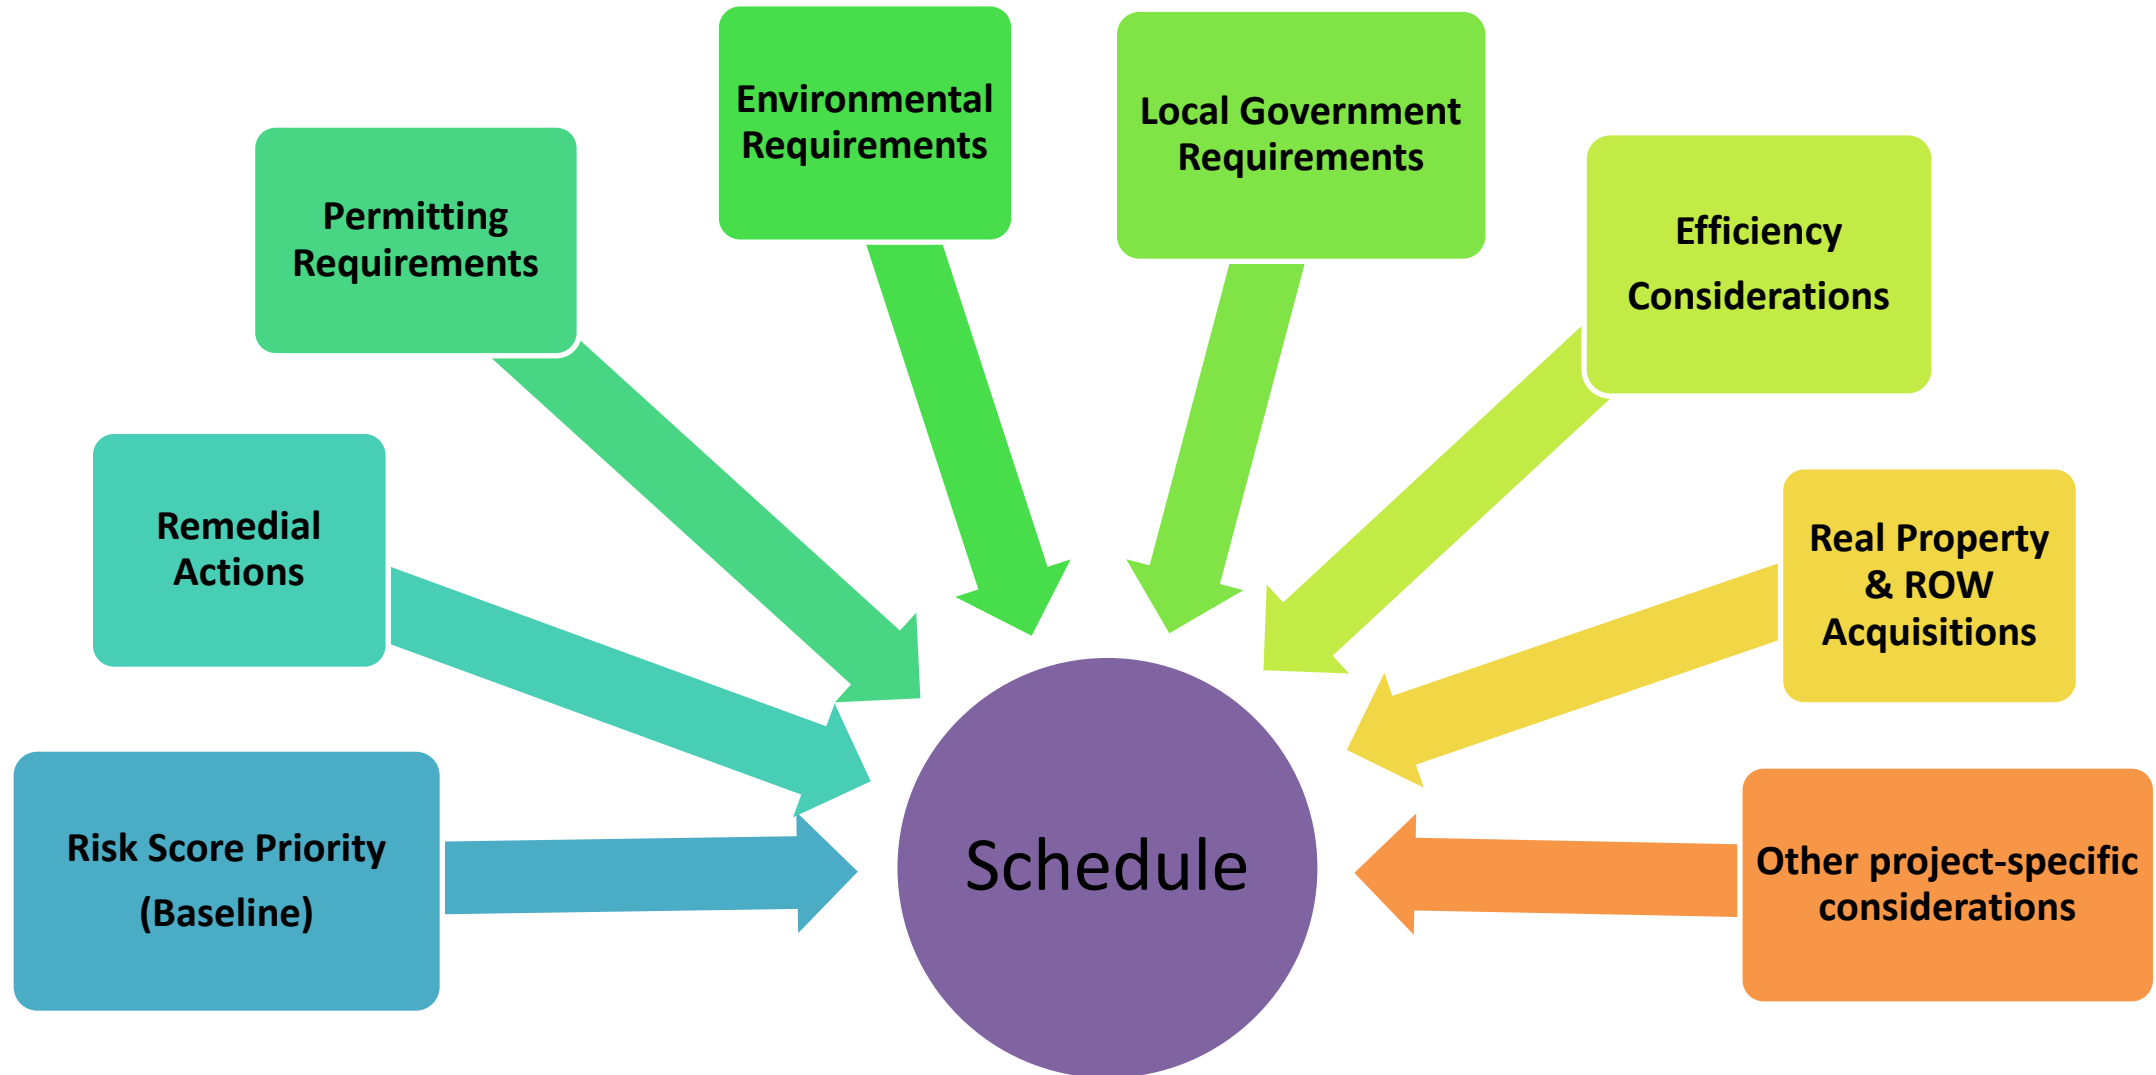 Environmental
Requirements
Local Government
Requirements
Permitting
Requirements
Efficiency
Considerations
Remedial
Actions
Real Property
& ROW
Acquisitions
Risk Score Priority
(Baseline)
Schedule
Other project-specific
considerations